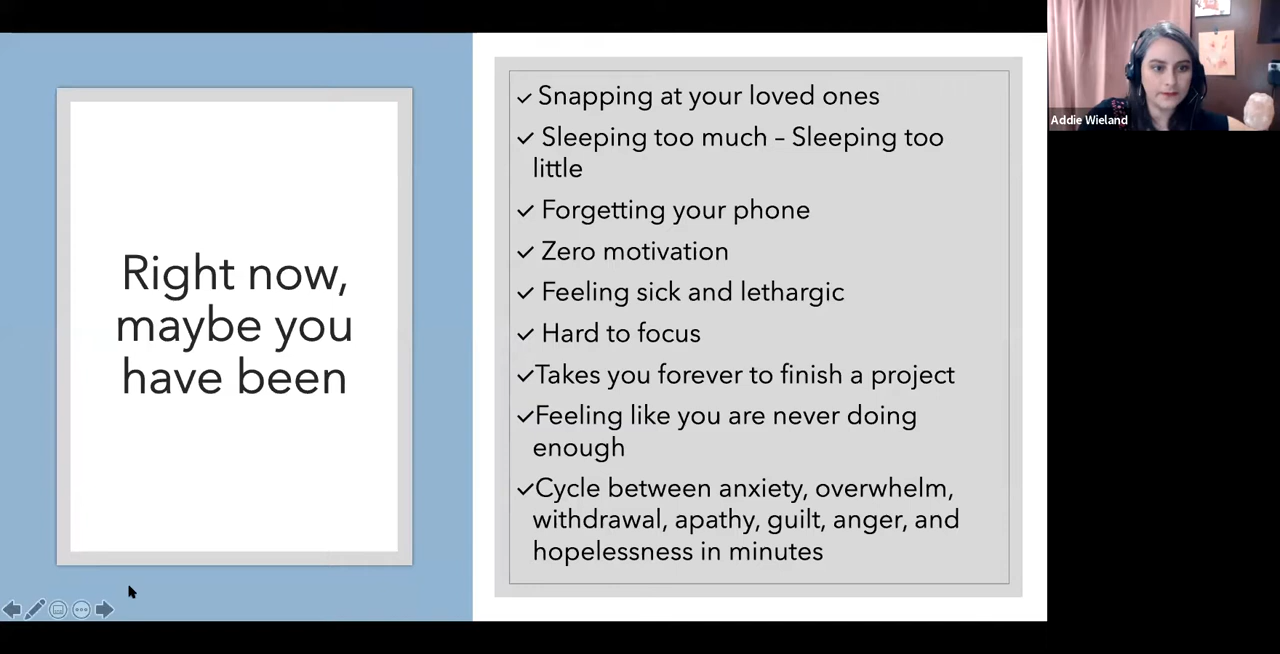 Right now,
maybe you
have been
✓ Snapping at your loved ones
✓ Sleeping too much – Sleeping too
little
✓ Forgetting your phone
✓ Zero motivation
✓ Feeling sick and lethargic
✓ Hard to focus
✓Takes you forever to finish a project
✓Feeling like you are never doing
enough
✓Cycle between anxiety, overwhelm,
withdrawal, apathy, guilt, anger, and
hopelessness in minutes
Addie Wieland